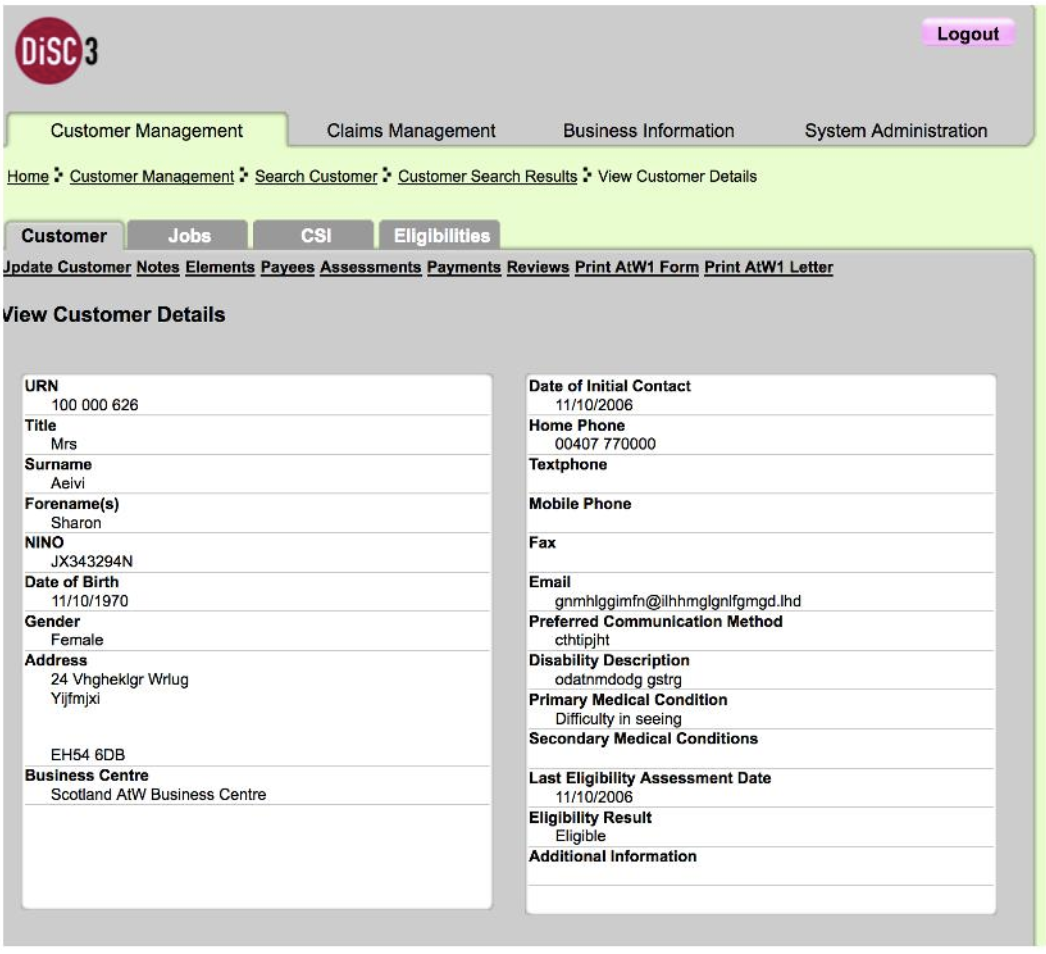 DiSC 3
Logout
Customer Management Claims Management Business Information System Administration
Home Customer Management Search Customer Customer Search Results View Customer Details
Customer Jobs CSI Eligibilities
Update Customer Notes Elements Payees Assessments Payments Reviews Print AtW1 Form Print AtW1 Letter
View Customer Details
URN
100 000 626
Title
Mrs
Surname
Aeivi
Forename(s)
Sharon
NINO
JX343294N
Date of Birth
11/10/1970
Gender
Female
Address
24 Vhgheklgr Wrlug
Yijfmjxi
EH54 6DB
Business Centre
Scotland AtW Business Centre
Date of Initial Contact
11/10/2006
Home Phone
00407 770000
Textphone
Mobile Phone
Fax
Email
gnmhlggimfn@ilhhmglgnlfgmgd.lhd
Preferred Communication Method
cthtipjht
Disability Description
odatnmdodg gstrg
Primary Medical Condition
Difficulty in seeing
Secondary Medical Conditions
Last Eligibility Assessment Date
11/10/2006
Eligibility Result
Eligible
Additional Information